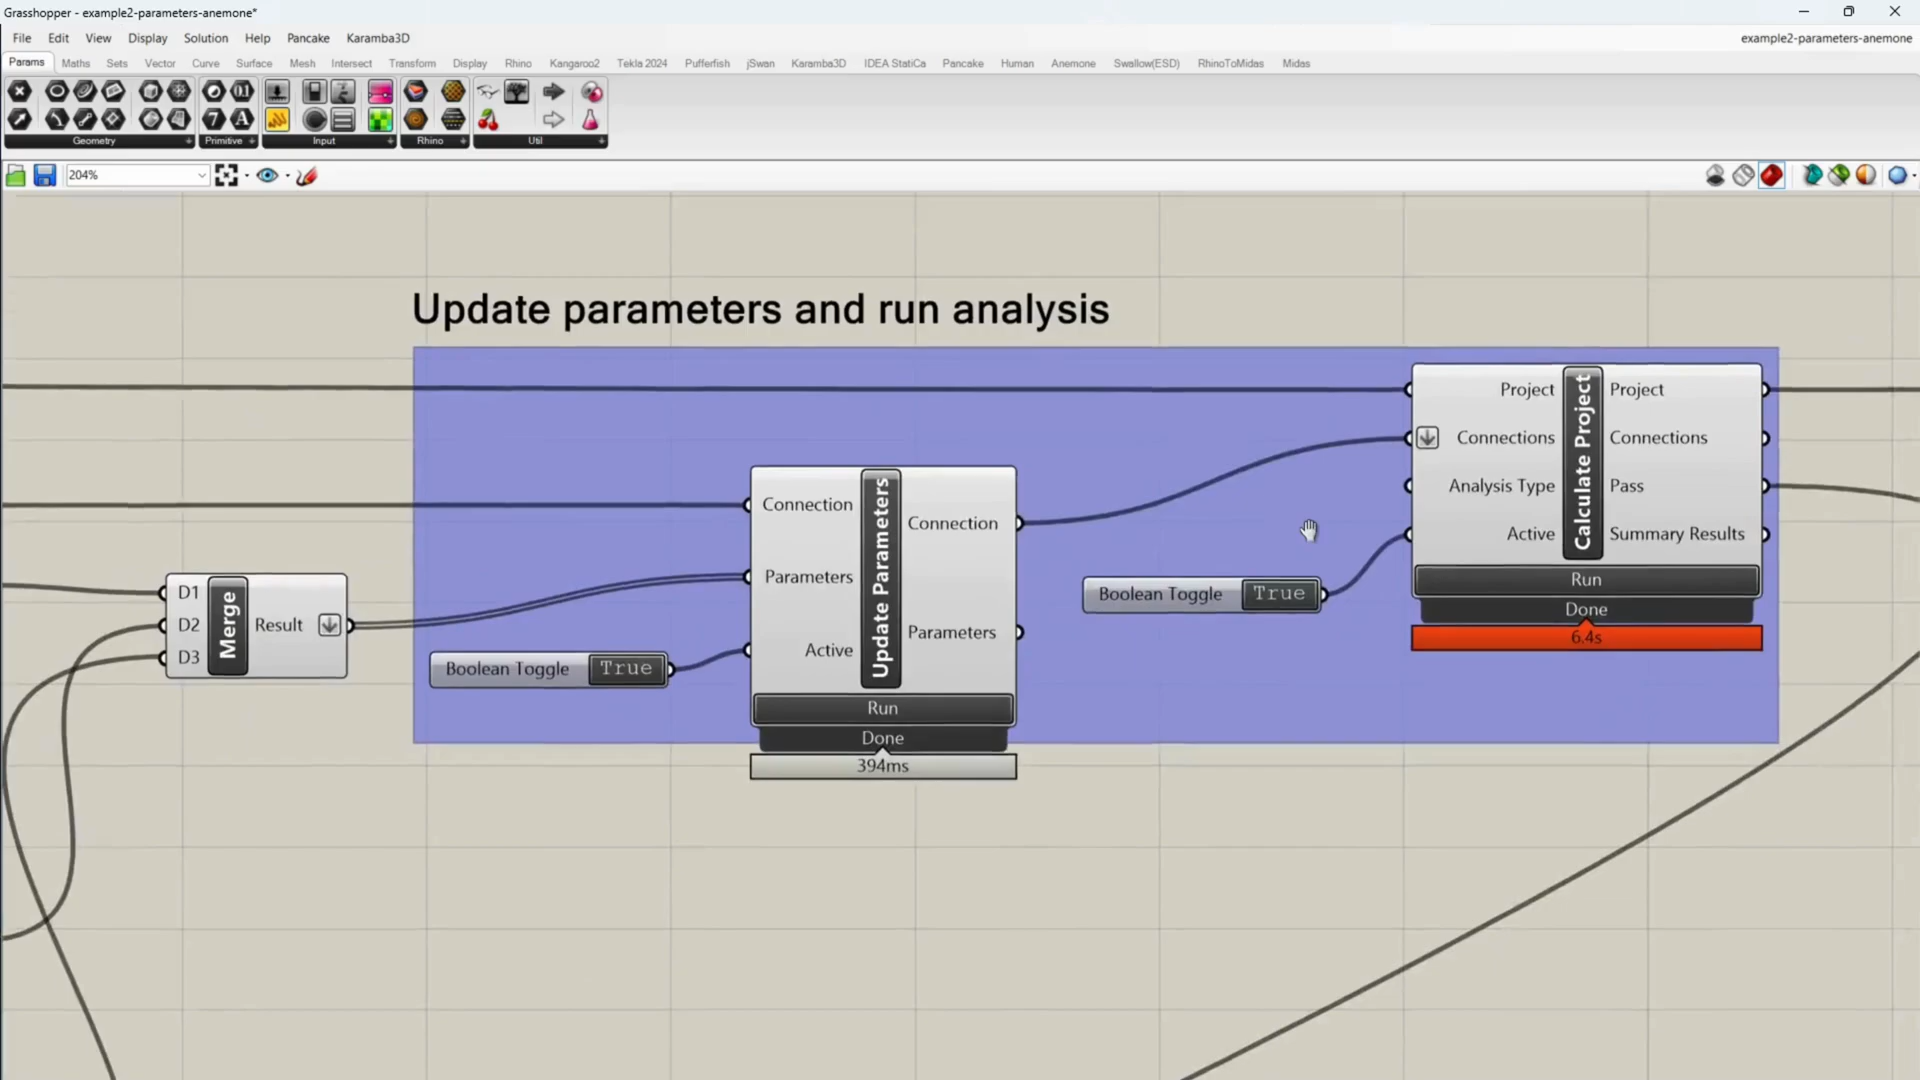 Grasshopper - example2-parameters-anemone*
File Edit View Display Solution Help Pancake Karamba3D
example2-parameters-anemone
Params Maths Sets Vector Curve Surface Mesh Intersect Transform Display Rhino Kangaroo2 Tekla 2024 Pufferfish jSwan Karamba3D IDEA StatiCa Pancake Human Anemone Swallow(ESD) RhinoToMidas Midas
Geometry Primitive Input Rhino Util
204%
Update parameters and run analysis
Project
Connections
Analysis Type
Active
Calculate Project
Project
Connections
Pass
Summary Results
Run
Done
6.4s
Connection
Parameters
Active
Update Parameters
Connection
Parameters
Run
Done
394ms
Boolean Toggle True
D1
D2
D3
Merge
Result
Boolean Toggle True